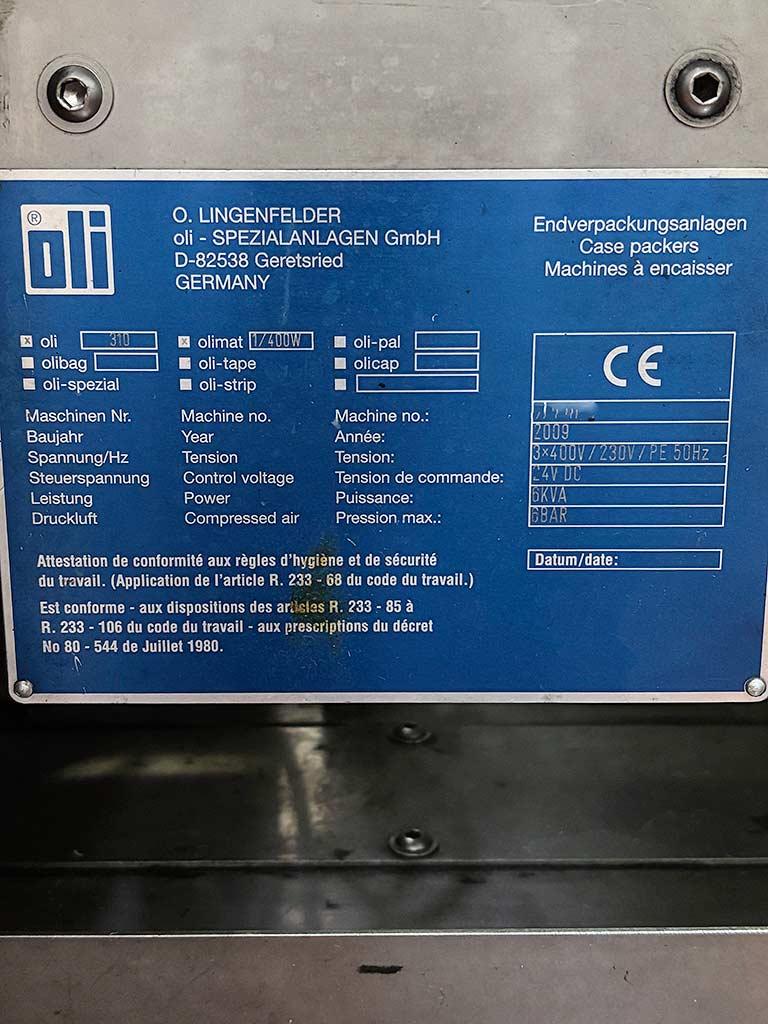 ® oli
O. LINGENFELDER
oli - SPEZIALANLAGEN GmbH
D-82538 Geretsried
GERMANY
Endverpackungsanlagen
Case packers
Machines à encaisser
x oli 310 x olimat 1/400W oli-pal
olibag oli-tape olicap
oli-spezial oli-strip
CE
Maschinen Nr. Machine no. Machine no.:
Baujahr Year Année: 2009
Spannung/Hz Tension Tension: 3×400V/230V/PE 50Hz
Steuerspannung Control voltage Tension de commande: 24V DC
Leistung Power Puissance: 6KVA
Druckluft Compressed air Pression max.: 6BAR
Attestation de conformité aux règles d'hygiène et de sécurité
du travail. (Application de l'article R. 233 - 68 du code du travail.)
Est conforme - aux dispositions des articles R. 233 - 85 à
R. 233 - 106 du code du travail - aux prescriptions du décret
No 80 - 544 de Juillet 1980.
Datum/date: